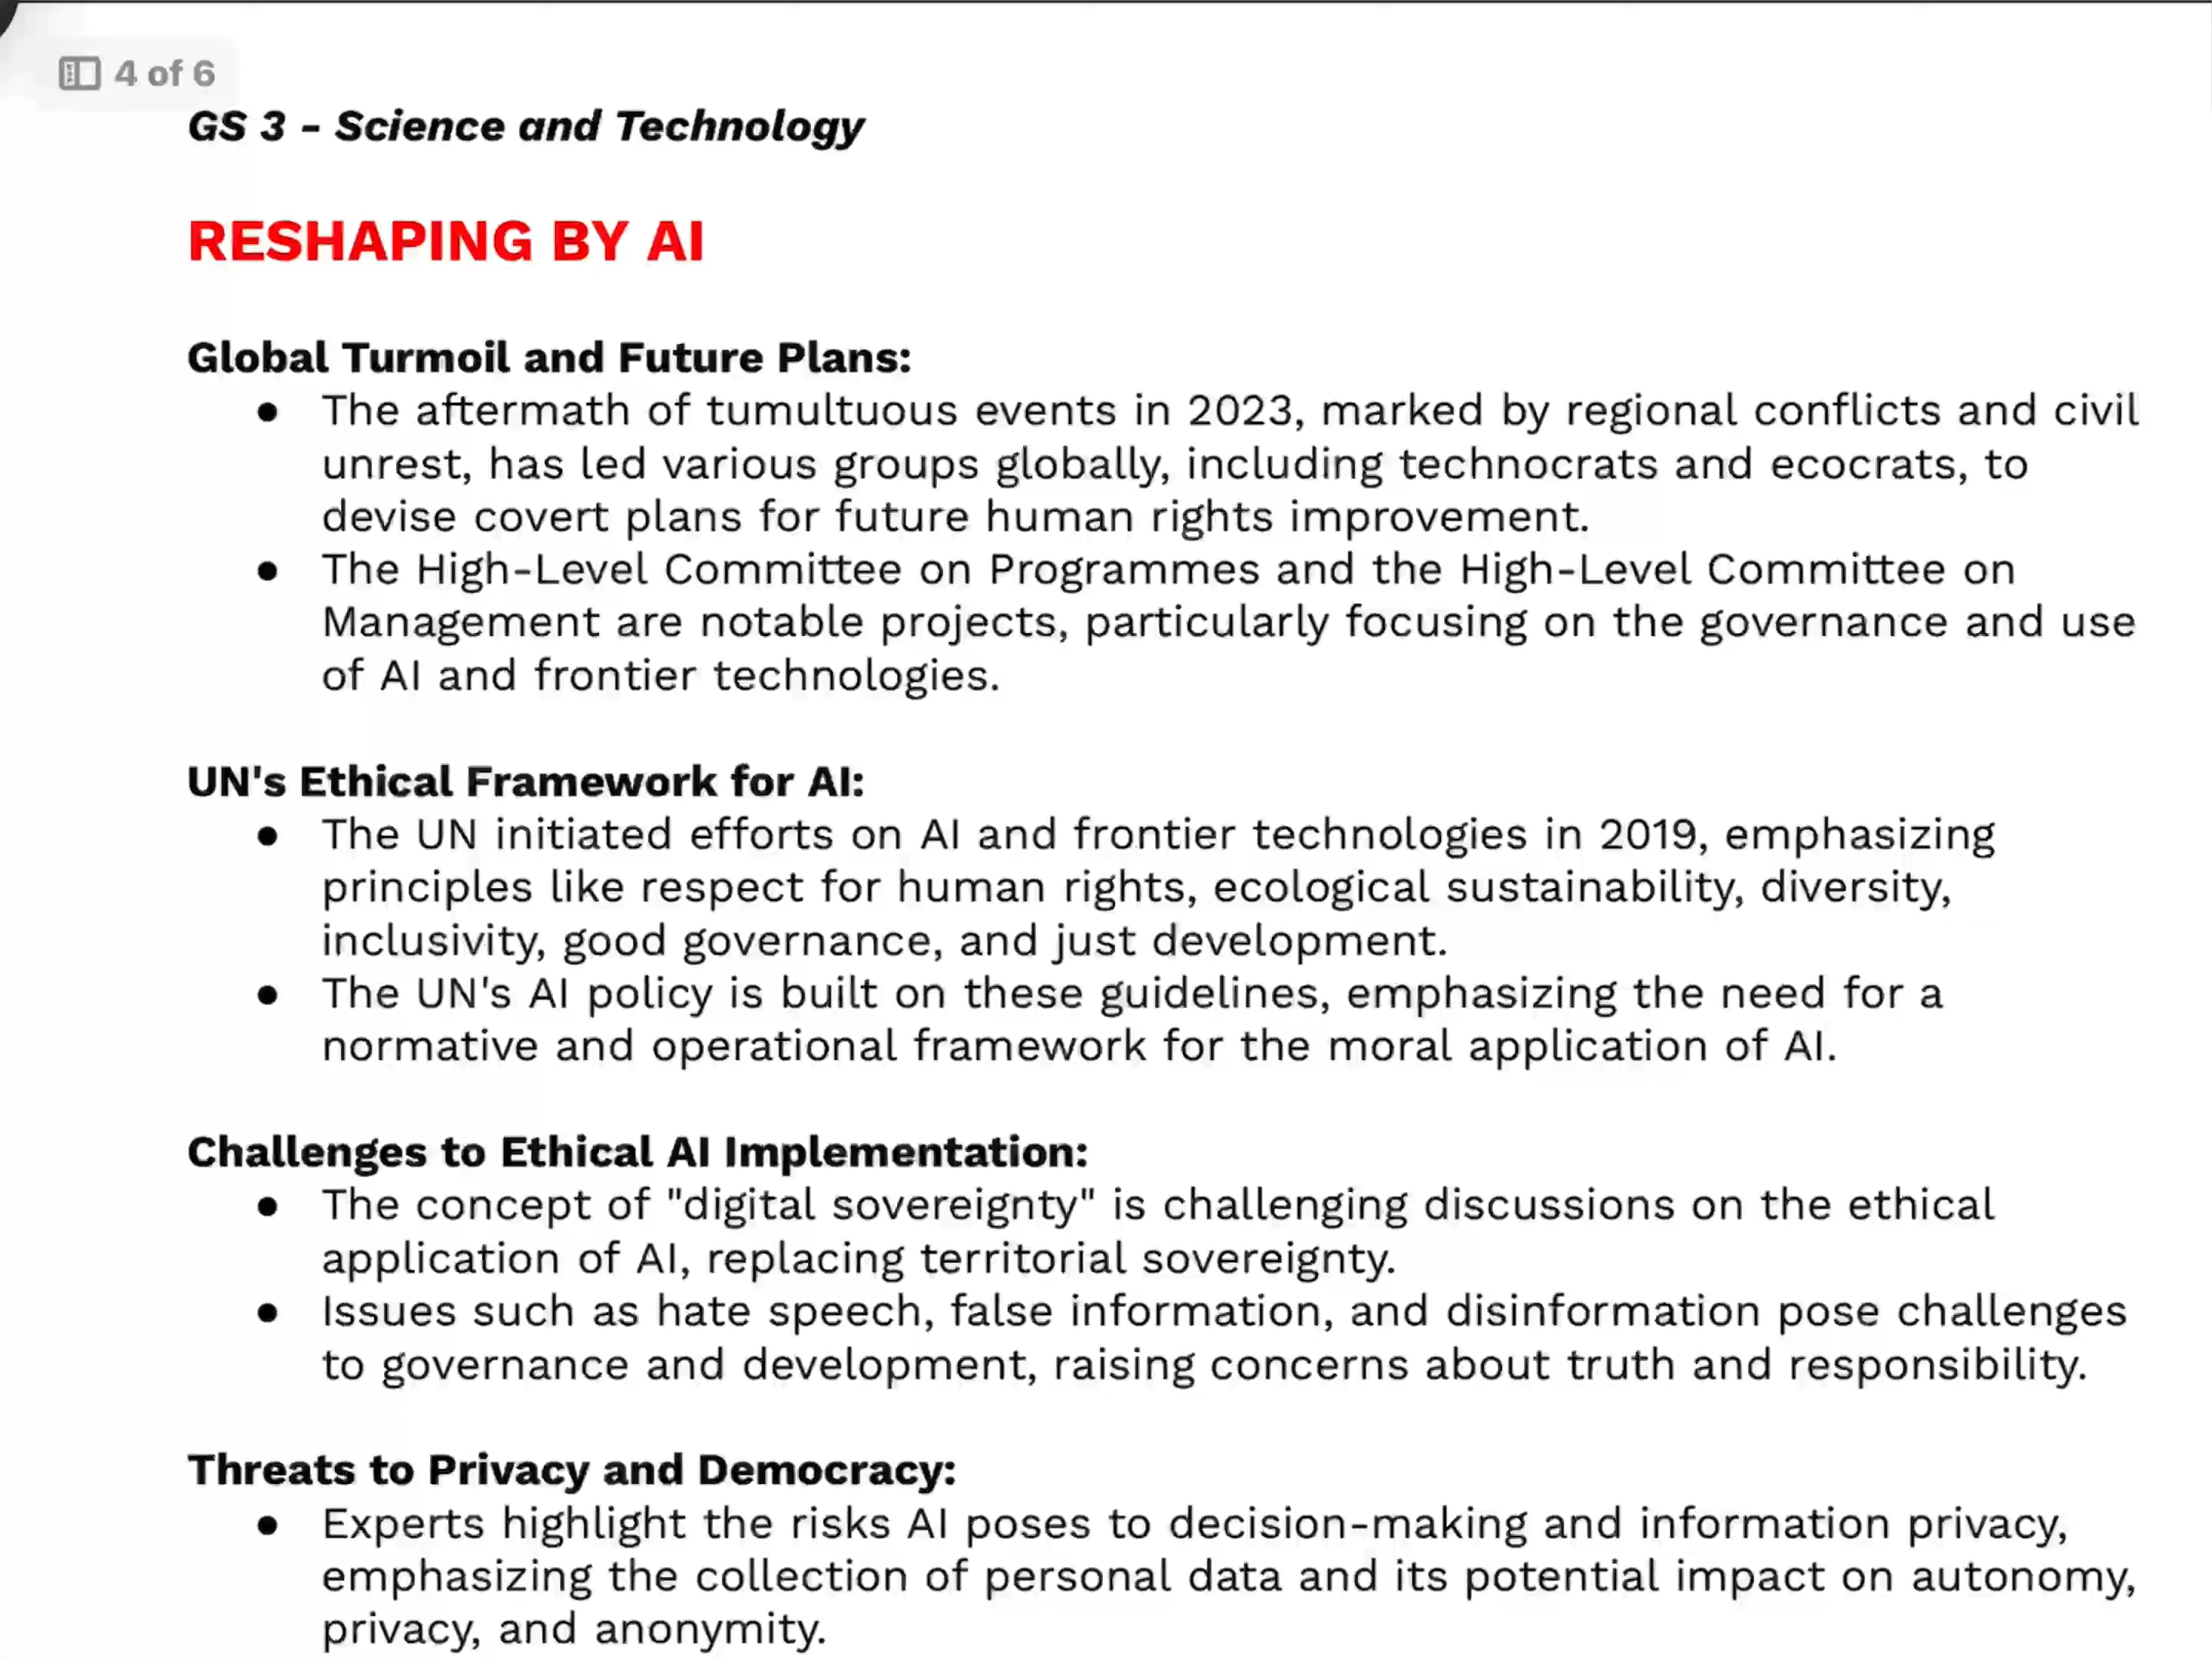 4 of 6
GS 3 - Science and Technology
RESHAPING BY AI
Global Turmoil and Future Plans:
● The aftermath of tumultuous events in 2023, marked by regional conflicts and civil
unrest, has led various groups globally, including technocrats and ecocrats, to
devise covert plans for future human rights improvement.
● The High-Level Committee on Programmes and the High-Level Committee on
Management are notable projects, particularly focusing on the governance and use
of AI and frontier technologies.
UN's Ethical Framework for AI:
● The UN initiated efforts on AI and frontier technologies in 2019, emphasizing
principles like respect for human rights, ecological sustainability, diversity,
inclusivity, good governance, and just development.
● The UN's AI policy is built on these guidelines, emphasizing the need for a
normative and operational framework for the moral application of AI.
Challenges to Ethical AI Implementation:
● The concept of "digital sovereignty" is challenging discussions on the ethical
application of AI, replacing territorial sovereignty.
● Issues such as hate speech, false information, and disinformation pose challenges
to governance and development, raising concerns about truth and responsibility.
Threats to Privacy and Democracy:
● Experts highlight the risks AI poses to decision-making and information privacy,
emphasizing the collection of personal data and its potential impact on autonomy,
privacy, and anonymity.